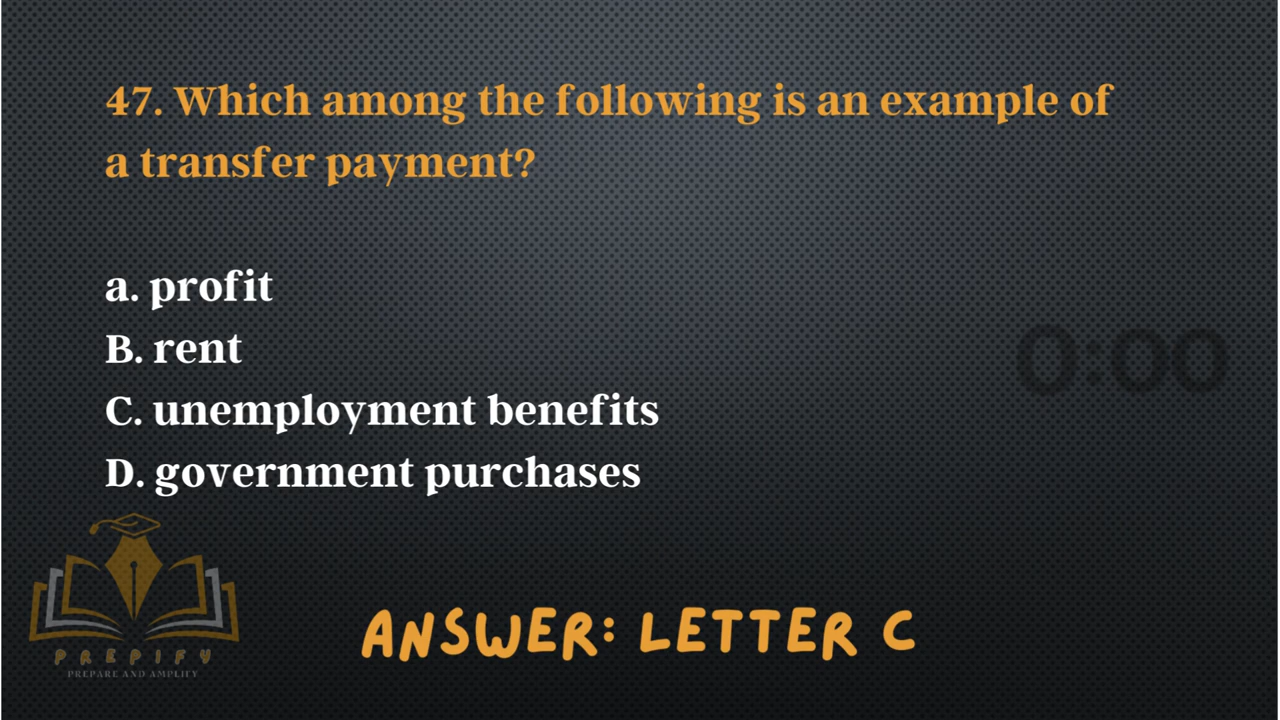 47. Which among the following is an example of
a transfer payment?
a. profit
B. rent
C. unemployment benefits
D. government purchases
0:00
PREPIFY
PREPARE AND AMPLIFY
ANSWER: LETTER C